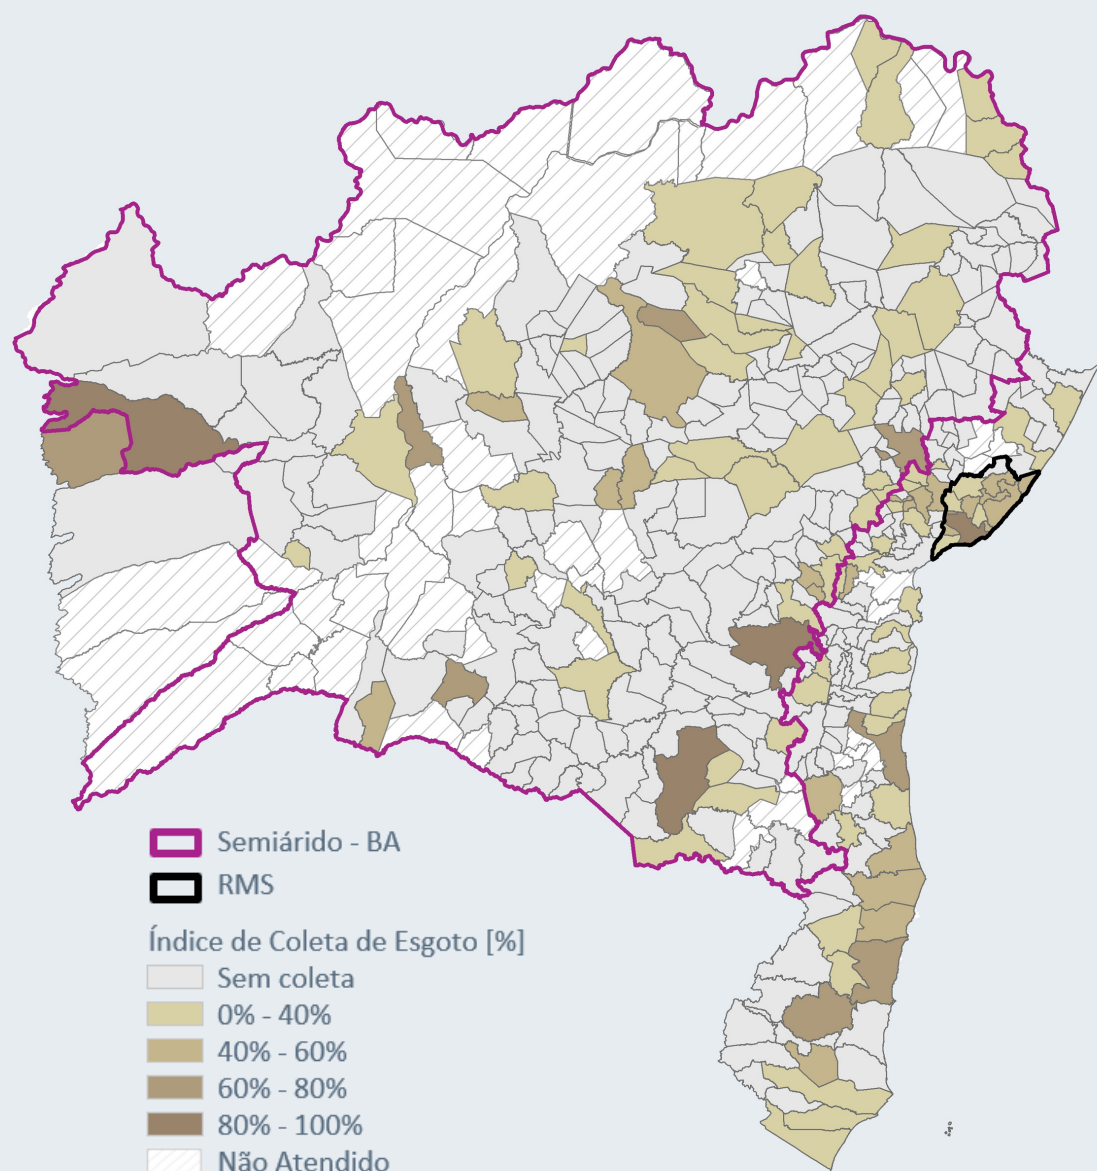 Semiárido - BA
RMS
Índice de Coleta de Esgoto [%]
Sem coleta
0% - 40%
40% - 60%
60% - 80%
80% - 100%
Não Atendido